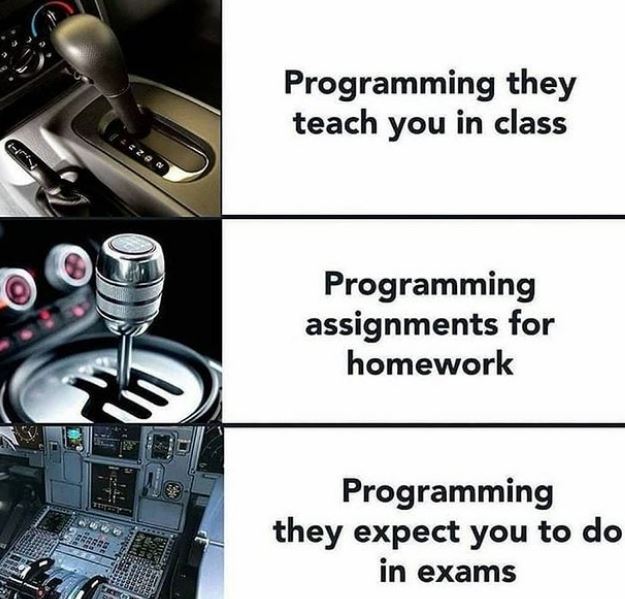 Programming they
teach you in class
Programming
assignments for
homework
Programming
they expect you to do
in exams